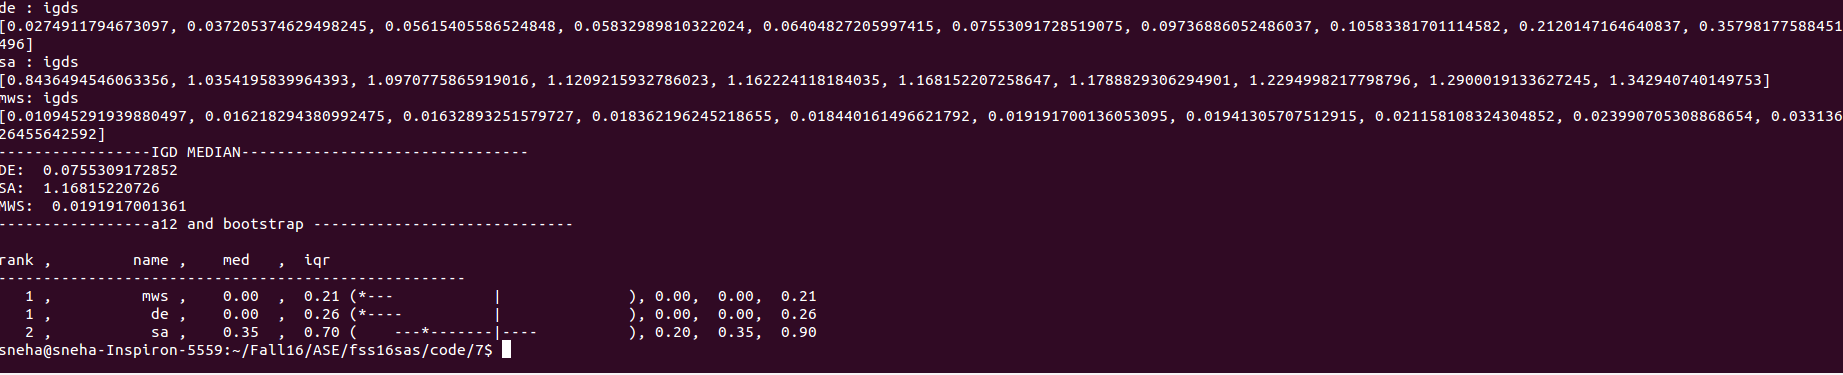 de : igds
[0.0274911794673097, 0.037205374629498245, 0.05615405586524848, 0.05832989810322024, 0.06404827205997415, 0.07553091728519075, 0.09736886052486037, 0.10583381701114582, 0.2120147164640837, 0.35798177588451
496]
sa : igds
[0.8436494546063356, 1.0354195839964393, 1.0970775865919016, 1.1209215932786023, 1.162224118184035, 1.168152207258647, 1.1788829306294901, 1.2294998217798796, 1.2900019133627245, 1.342940740149753]
mws: igds
[0.010945291939880497, 0.016218294380992475, 0.01632893251579727, 0.018362196245218655, 0.018440161496621792, 0.019191700136053095, 0.01941305707512915, 0.021158108324304852, 0.023990705308868654, 0.033136
26455642592]
-----------------IGD MEDIAN--------------------------------
DE:  0.0755309172852
SA:  1.16815220726
MWS:  0.0191917001361
-----------------a12 and bootstrap -----------------------------
rank ,         name ,    med   ,  iqr
----------------------------------------------------
   1 ,          mws ,    0.00  ,  0.21 (*---           |              ), 0.00,  0.00,  0.21
   1 ,           de ,    0.00  ,  0.26 (*----          |              ), 0.00,  0.00,  0.26
   2 ,           sa ,    0.35  ,  0.70 (    ---*-------|----          ), 0.20,  0.35,  0.90
sneha@sneha-Inspiron-5559:~/Fall16/ASE/fss16sas/code/7$